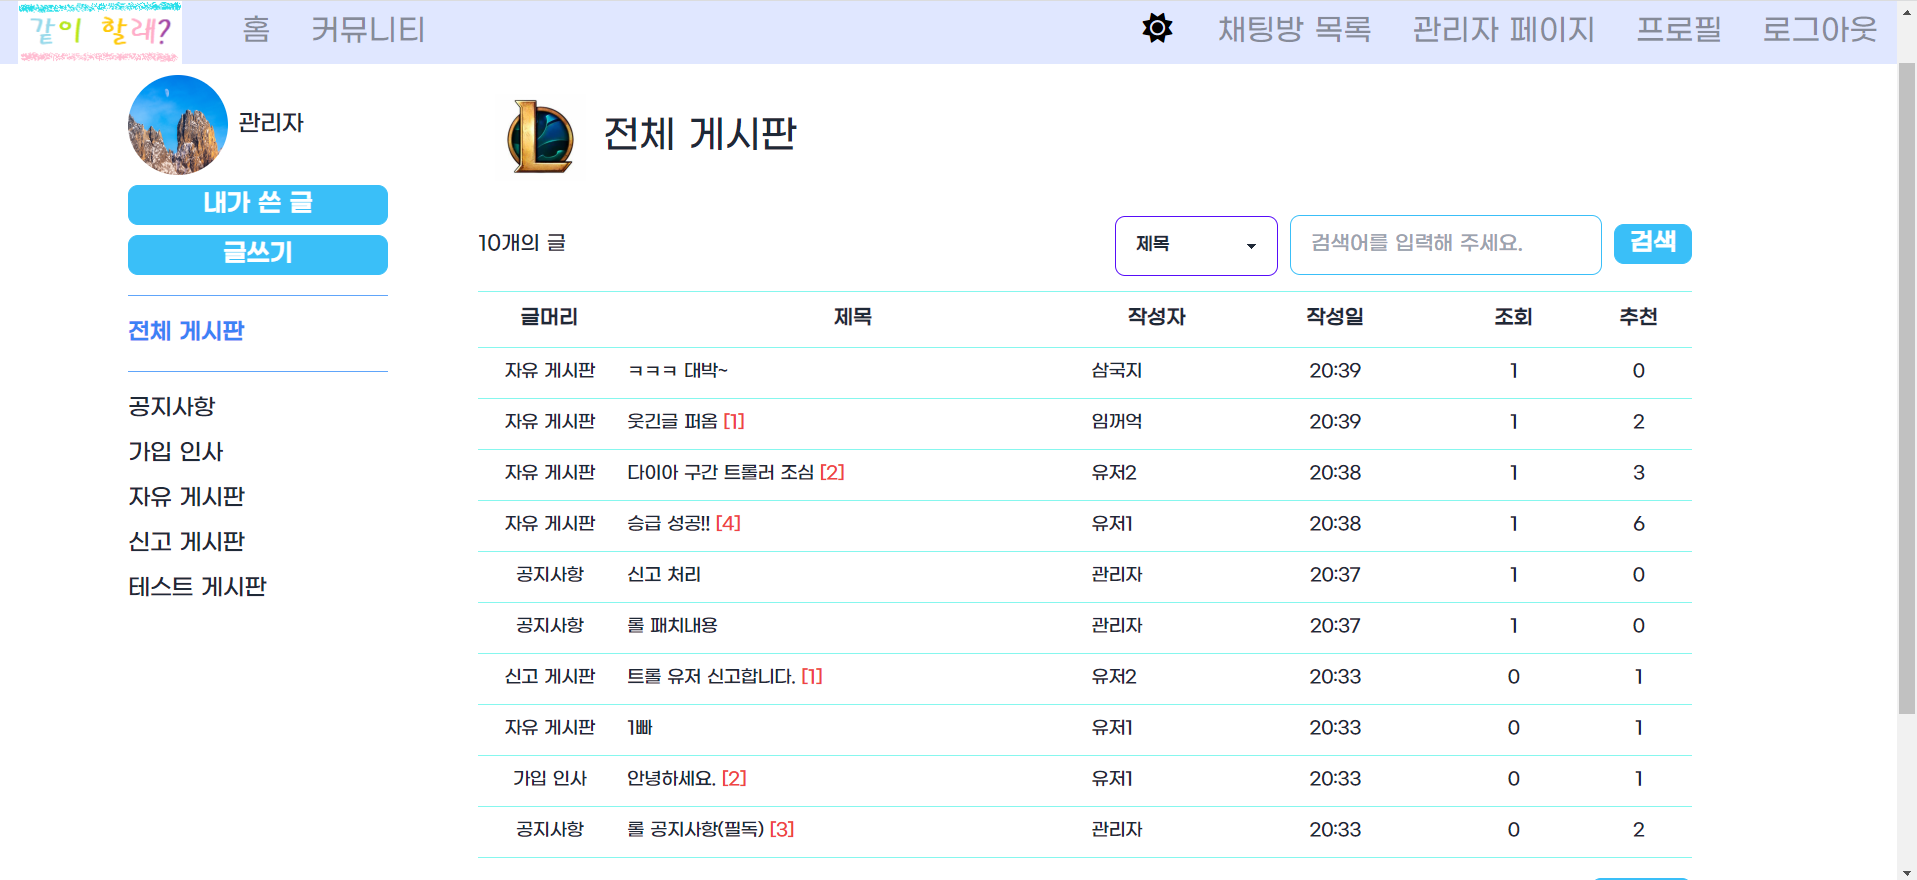 같이 할래? 홈 커뮤니티 채팅방 목록 관리자 페이지 프로필 로그아웃
관리자
내가 쓴 글
글쓰기
전체 게시판
공지사항
가입 인사
자유 게시판
신고 게시판
테스트 게시판
전체 게시판
10개의 글 제목 검색어를 입력해 주세요. 검색
글머리 제목 작성자 작성일 조회 추천
자유 게시판 ㅋㅋㅋ 대박~ 삼국지 20:39 1 0
자유 게시판 웃긴글 퍼옴 [1] 임꺼억 20:39 1 2
자유 게시판 다이아 구간 트롤러 조심 [2] 유저2 20:38 1 3
자유 게시판 승급 성공!! [4] 유저1 20:38 1 6
공지사항 신고 처리 관리자 20:37 1 0
공지사항 롤 패치내용 관리자 20:37 1 0
신고 게시판 트롤 유저 신고합니다. [1] 유저2 20:33 0 1
자유 게시판 1빠 유저1 20:33 0 1
가입 인사 안녕하세요. [2] 유저1 20:33 0 1
공지사항 롤 공지사항(필독) [3] 관리자 20:33 0 2